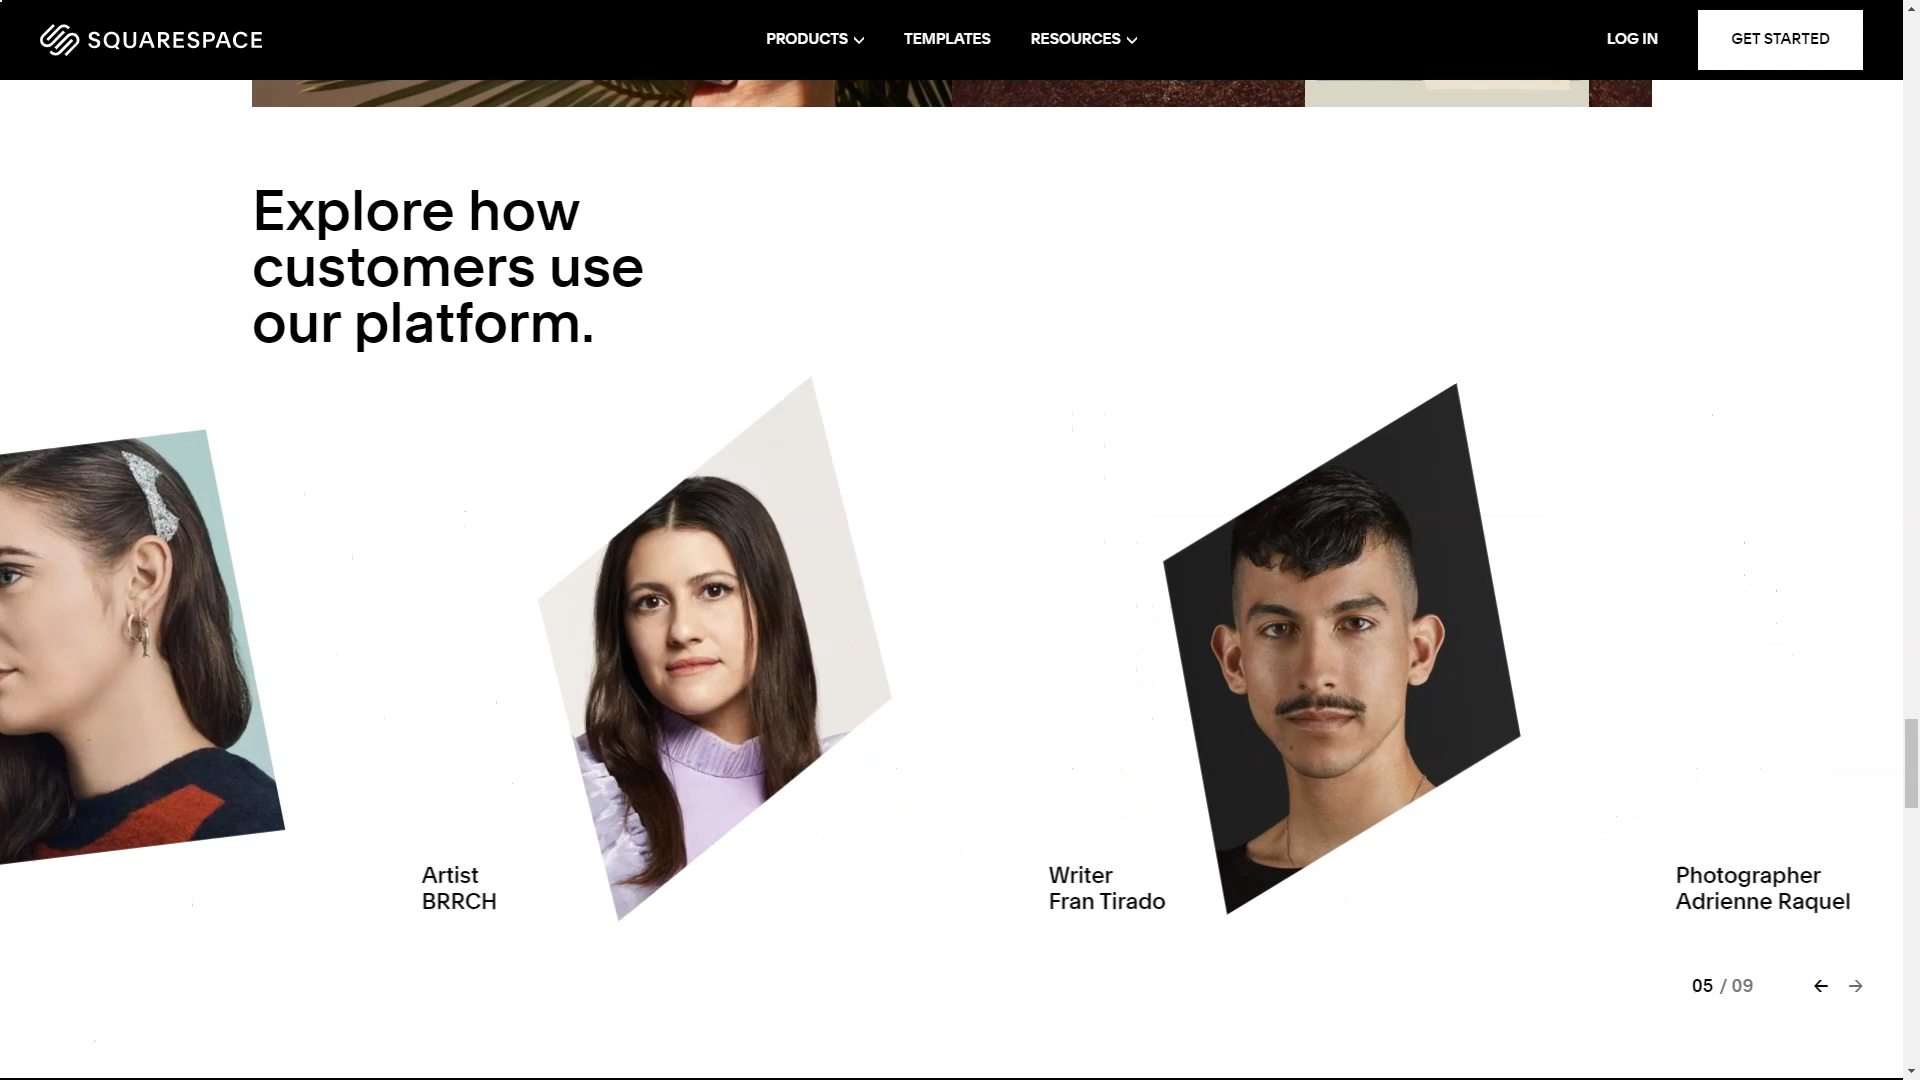 SQUARESPACE
PRODUCTS
TEMPLATES
RESOURCES
LOG IN
GET STARTED
Explore how
customers use
our platform.
Artist
BRRCH
Writer
Fran Tirado
Photographer
Adrienne Raquel
05 / 09